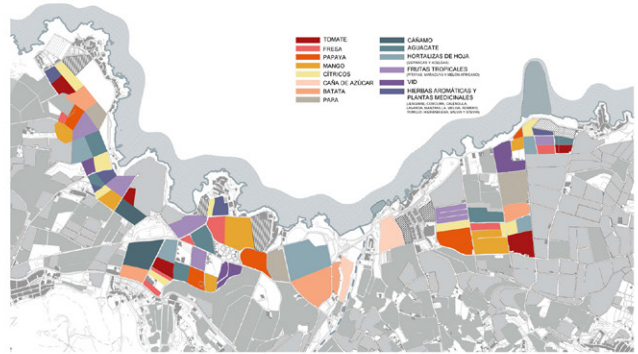 TOMATE
FRESA
PAPAYA
MANGO
CÍTRICOS
CAÑA DE AZÚCAR
BATATA
PAPA
CÁÑAMO
AGUACATE
HORTALIZAS DE HOJA
FRUTAS TROPICALES
VID
HIERBAS AROMÁTICAS Y
PLANTAS MEDICINALES